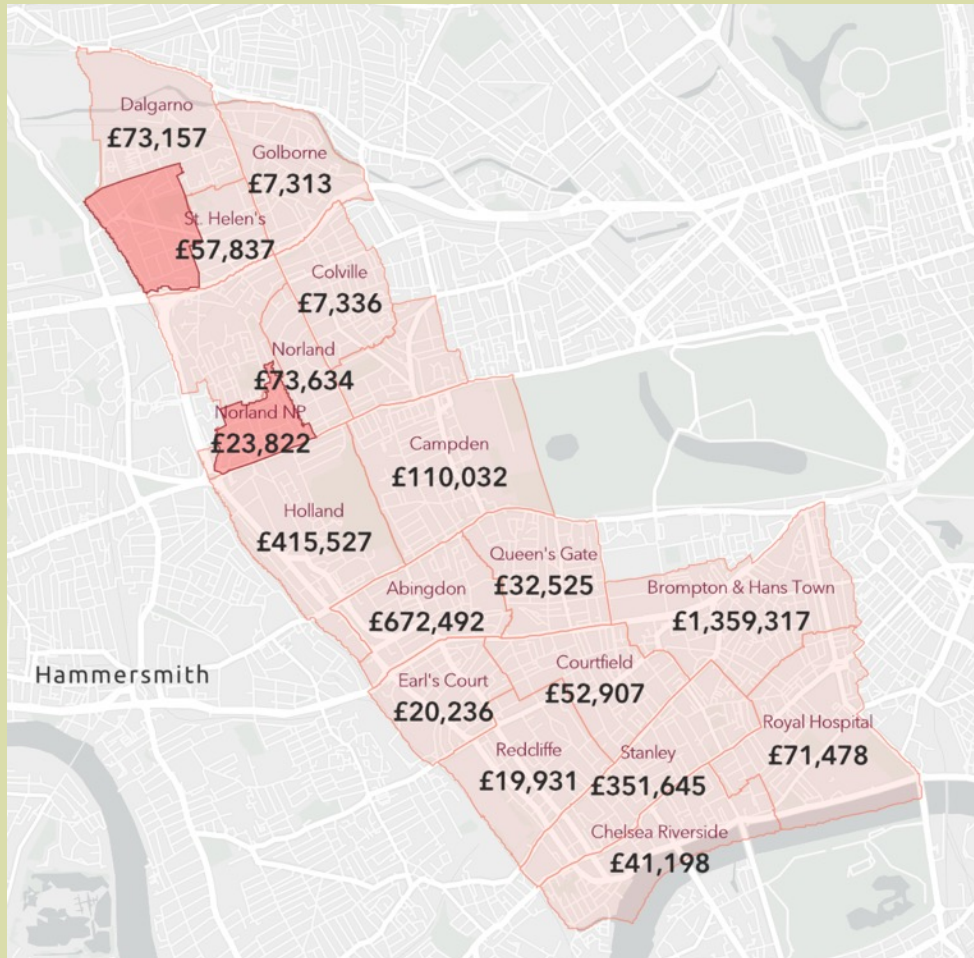 Dalgarno
£73,157
Golborne
£7,313
St. Helen's
£57,837
Colville
£7,336
Norland
£73,634
Norland NP
£23,822
Campden
£110,032
Holland
£415,527
Queen's Gate
£32,525
Abingdon
£672,492
Brompton & Hans Town
£1,359,317
Hammersmith
Earl's Court
£20,236
Courtfield
£52,907
Royal Hospital
£71,478
Redcliffe
£19,931
Stanley
£351,645
Chelsea Riverside
£41,198